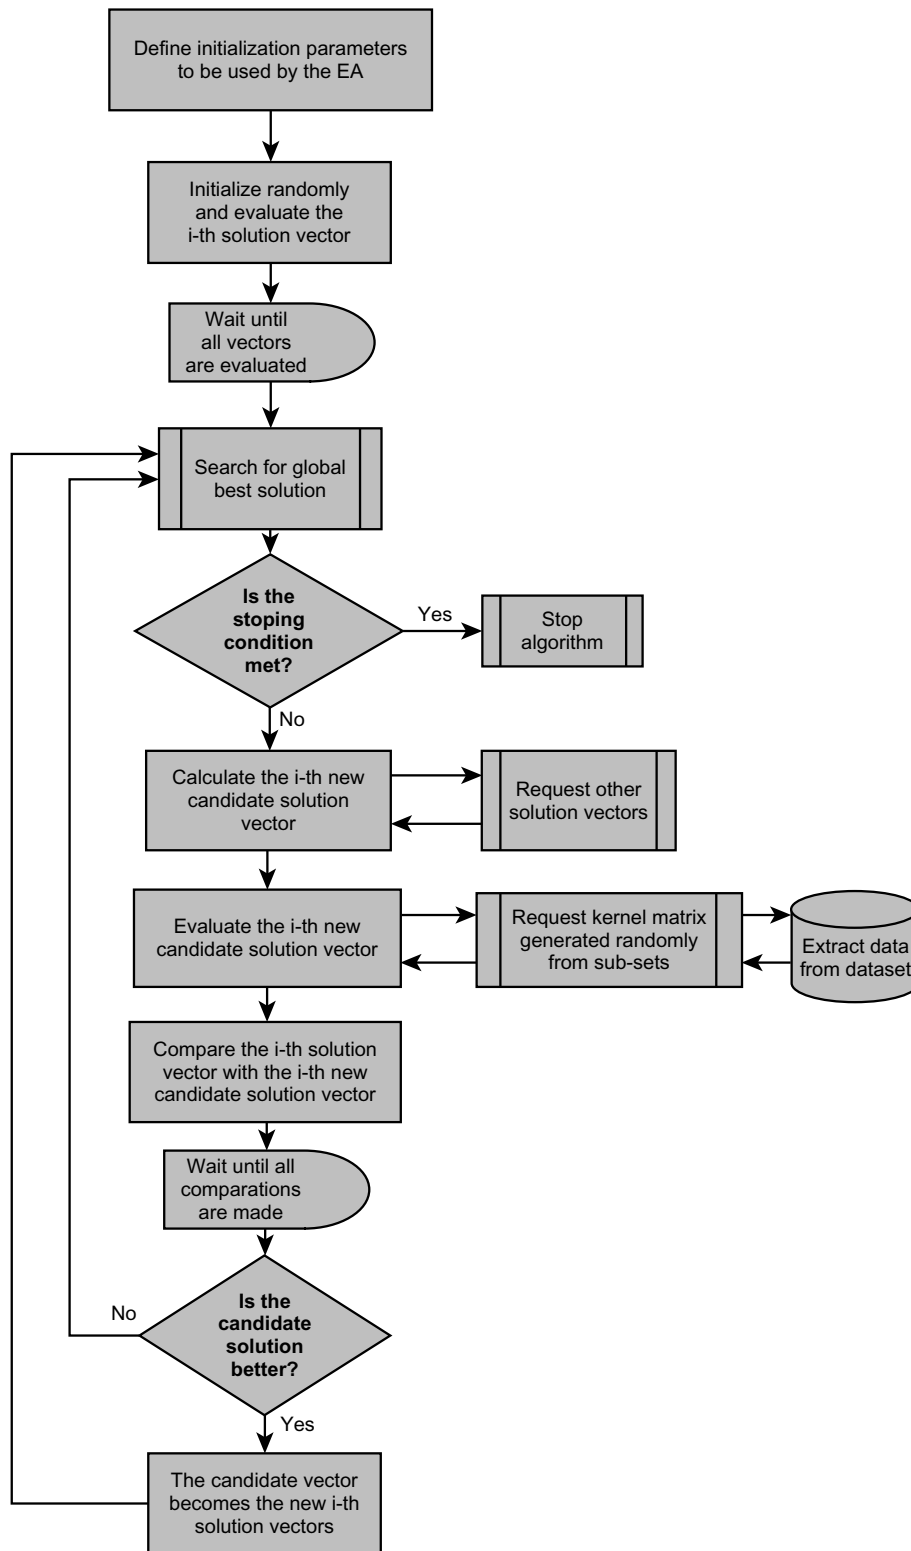 Define initialization parameters
to be used by the EA
Initialize randomly
and evaluate the
i-th solution vector
Wait until
all vectors
are evaluated
Search for global
best solution
Is the
stoping
condition
met?
Yes
Stop
algorithm
No
Calculate the i-th new
candidate solution
vector
Request other
solution vectors
Evaluate the i-th new
candidate solution vector
Request kernel matrix
generated randomly
from sub-sets
Extract data
from dataset
Compare the i-th solution
vector with the i-th new
candidate solution vector
Wait until all
comparations
are made
Is the
candidate
solution
better?
No
Yes
The candidate vector
becomes the new i-th
solution vectors